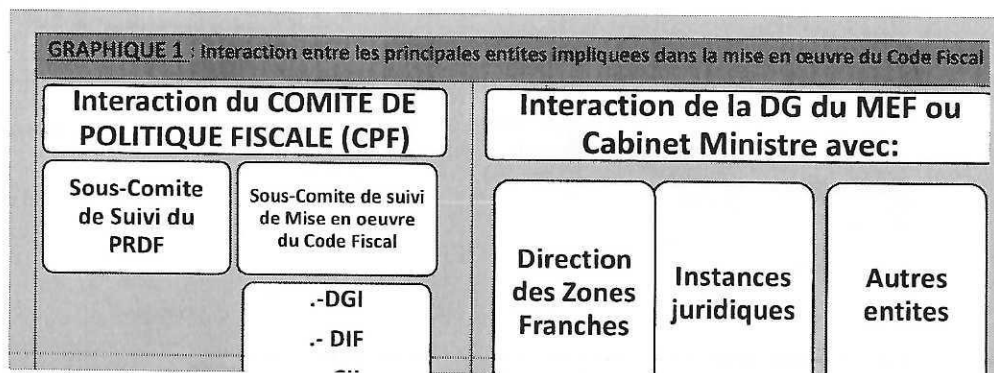 GRAPHIQUE 1 : Interaction entre les principales entites impliquees dans la mise en œuvre du Code Fiscal
Interaction du COMITE DE
POLITIQUE FISCALE (CPF)
Sous-Comite
de Suivi du
PRDF
Sous-Comite de suivi
de Mise en oeuvre
du Code Fiscal
.-DGI
.- DIF
Interaction de la DG du MEF ou
Cabinet Ministre avec:
Direction
des Zones
Franches
Instances
juridiques
Autres
entites